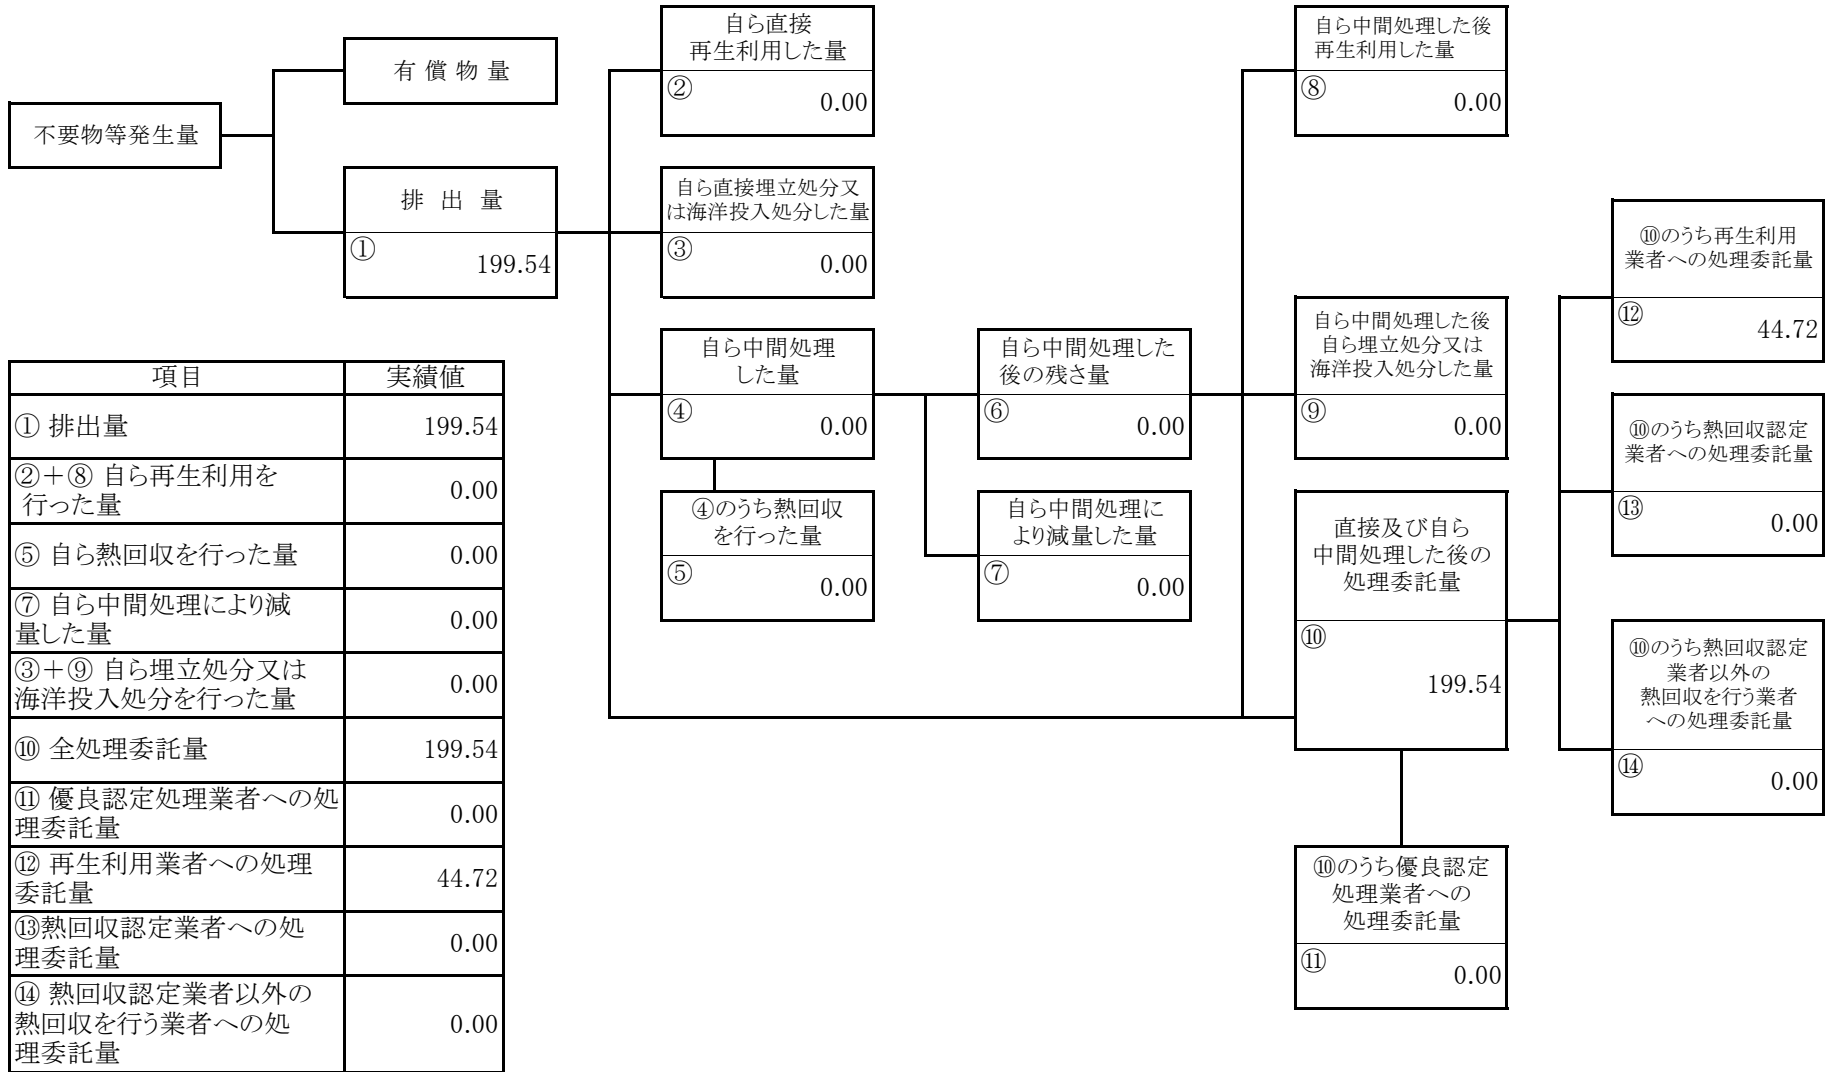 不要物等発生量
有 償 物 量
排 出 量
①
199.54
自ら直接
再生利用した量
②
0.00
自ら直接埋立処分又
は海洋投入処分した量
③
0.00
自ら中間処理
した量
④
0.00
④のうち熱回収
を行った量
⑤
0.00
自ら中間処理した
後の残さ量
⑥
0.00
自ら中間処理に
より減量した量
⑦
0.00
自ら中間処理した後
再生利用した量
⑧
0.00
自ら中間処理した後
自ら埋立処分又は
海洋投入処分した量
⑨
0.00
直接及び自ら
中間処理した後の
処理委託量
⑩
199.54
⑩のうち優良認定
処理業者への
処理委託量
⑪
0.00
⑩のうち再生利用
業者への処理委託量
⑫
44.72
⑩のうち熱回収認定
業者への処理委託量
⑬
0.00
⑩のうち熱回収認定
業者以外の
熱回収を行う業者
への処理委託量
⑭
0.00
項目 実績値
① 排出量 199.54
②＋⑧ 自ら再生利用を
行った量
0.00
⑤ 自ら熱回収を行った量 0.00
⑦ 自ら中間処理により減
量した量
0.00
③＋⑨ 自ら埋立処分又は
海洋投入処分を行った量
0.00
⑩ 全処理委託量 199.54
⑪ 優良認定処理業者への処
理委託量
0.00
⑫ 再生利用業者への処理
委託量
44.72
⑬熱回収認定業者への処
理委託量
0.00
⑭ 熱回収認定業者以外の
熱回収を行う業者への処
理委託量
0.00